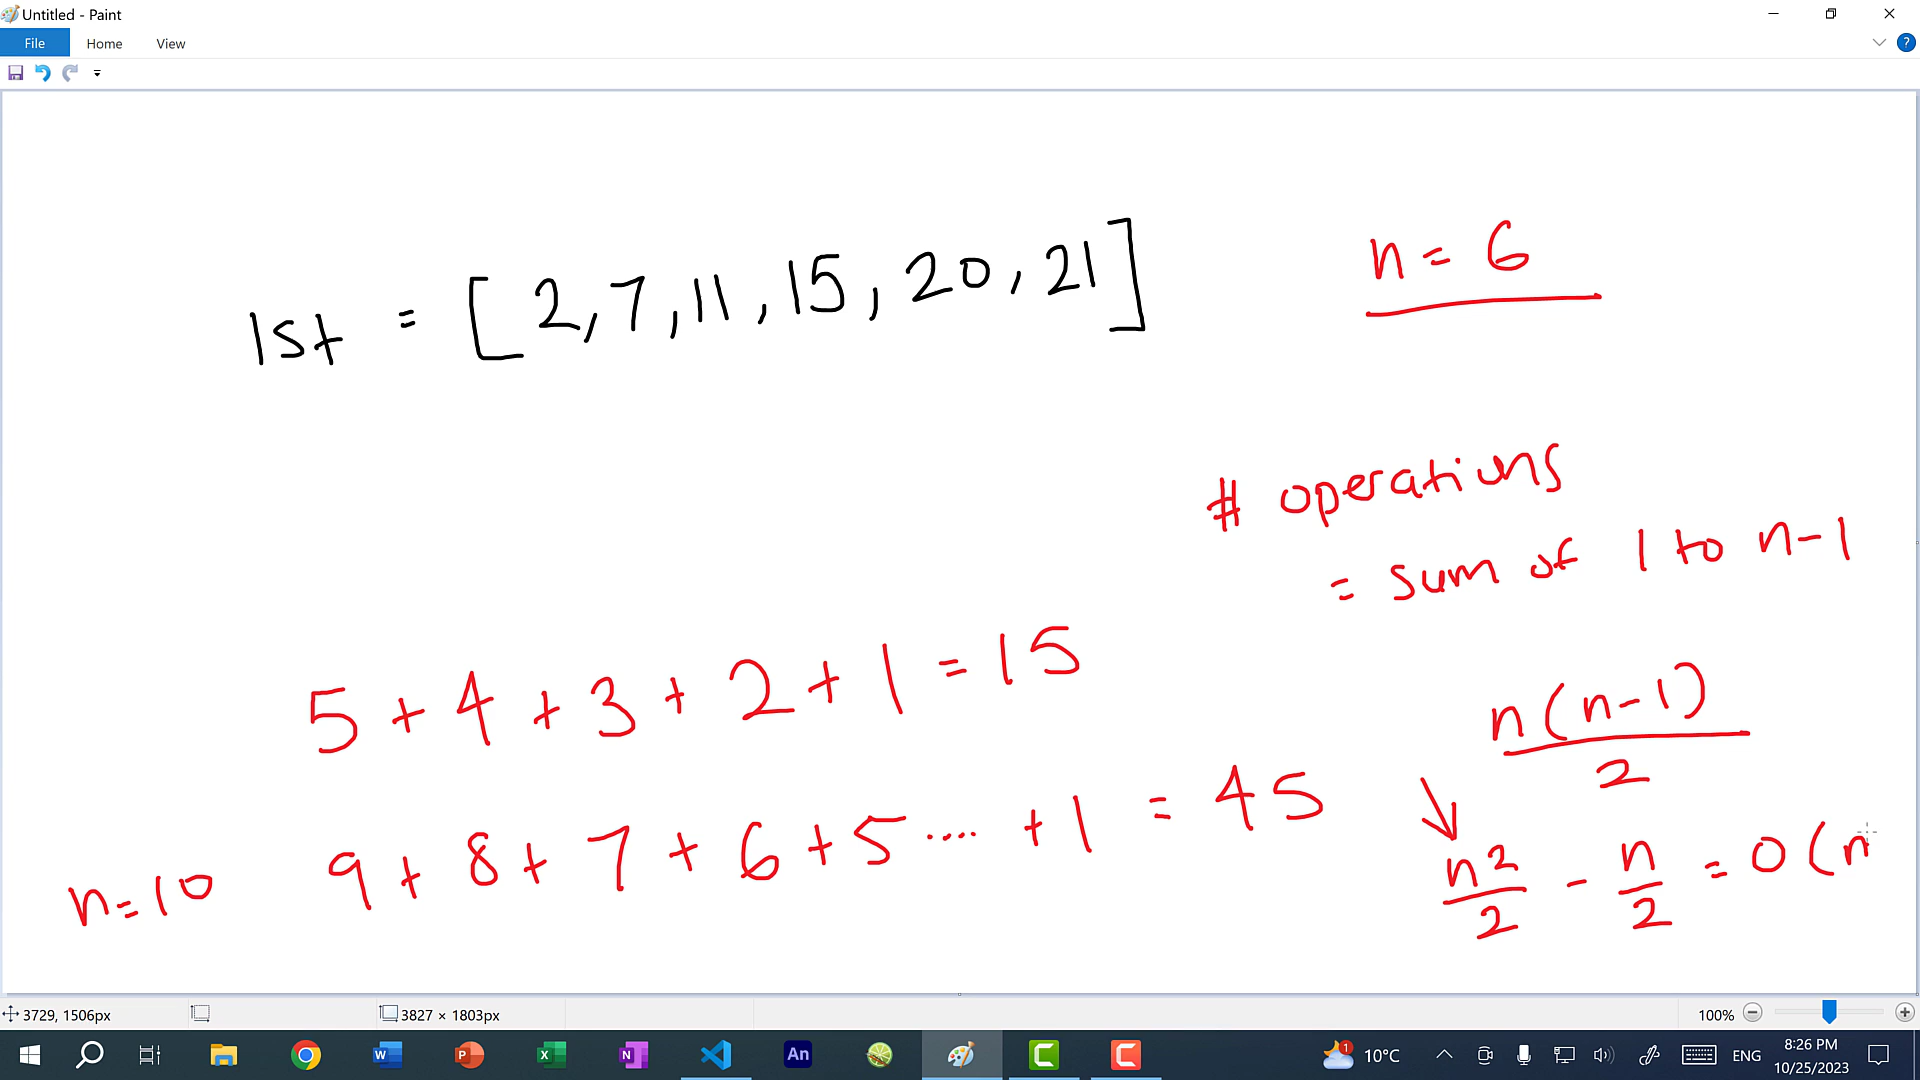 Untitled - Paint
File Home View
lst = [2, 7, 11, 15, 20, 21]
n = 6
# operations
= sum of 1 to n-1
5 + 4 + 3 + 2 + 1 = 15
n(n-1)
2
n=10 9 + 8 + 7 + 6 + 5 .... + 1 = 45
n2/2 - n/2 = O(n
3729, 1506px 3827 × 1803px 100%
W P X N An 1 10°C ENG 8:26 PM
10/25/2023